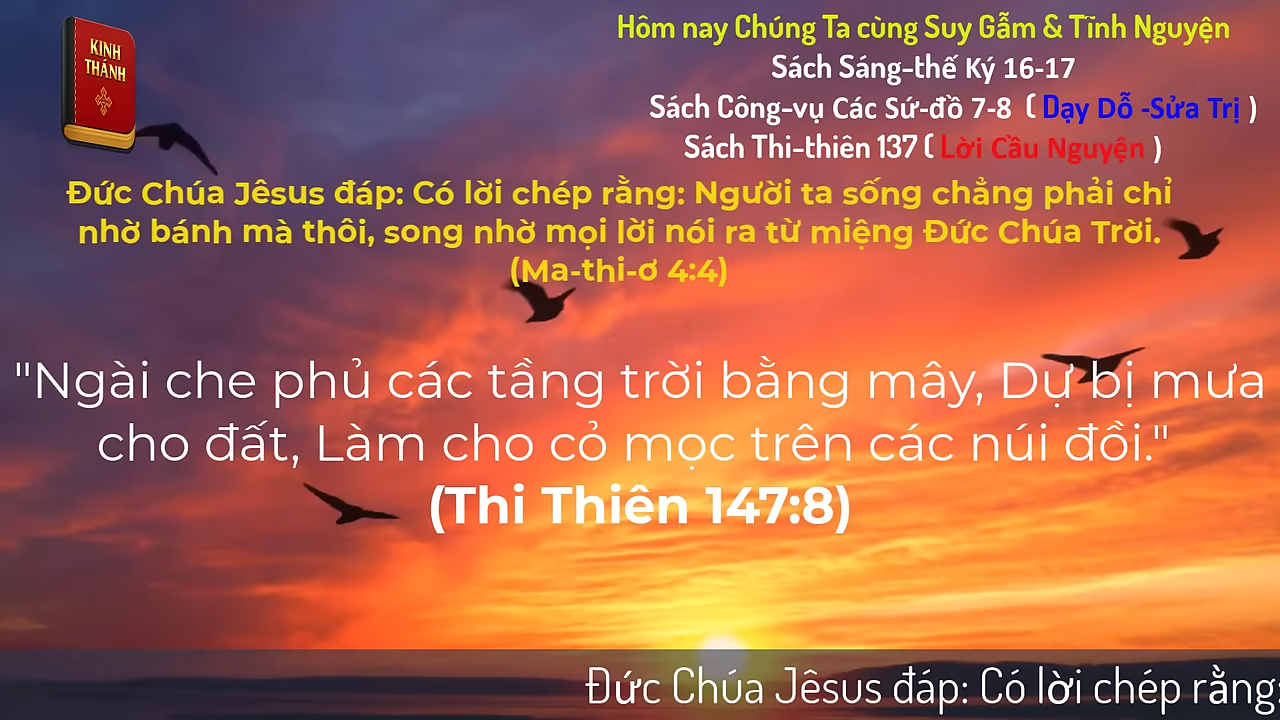 KINH
THÁNH
Hôm nay Chúng Ta cùng Suy Gẫm & Tĩnh Nguyện
Sách Sáng-thế Ký 16-17
Sách Công-vụ Các Sứ-đồ 7-8 ( Dạy Dỗ -Sửa Trị )
Sách Thi-thiên 137 ( Lời Cầu Nguyện )
Đức Chúa Jêsus đáp: Có lời chép rằng: Người ta sống chẳng phải chỉ
nhờ bánh mà thôi, song nhờ mọi lời nói ra từ miệng Đức Chúa Trời.
(Ma-thi-ơ 4:4)
"Ngài che phủ các tầng trời bằng mây, Dự bị mưa
cho đất, Làm cho cỏ mọc trên các núi đồi."
(Thi Thiên 147:8)
Đức Chúa Jêsus đáp: Có lời chép rằng: